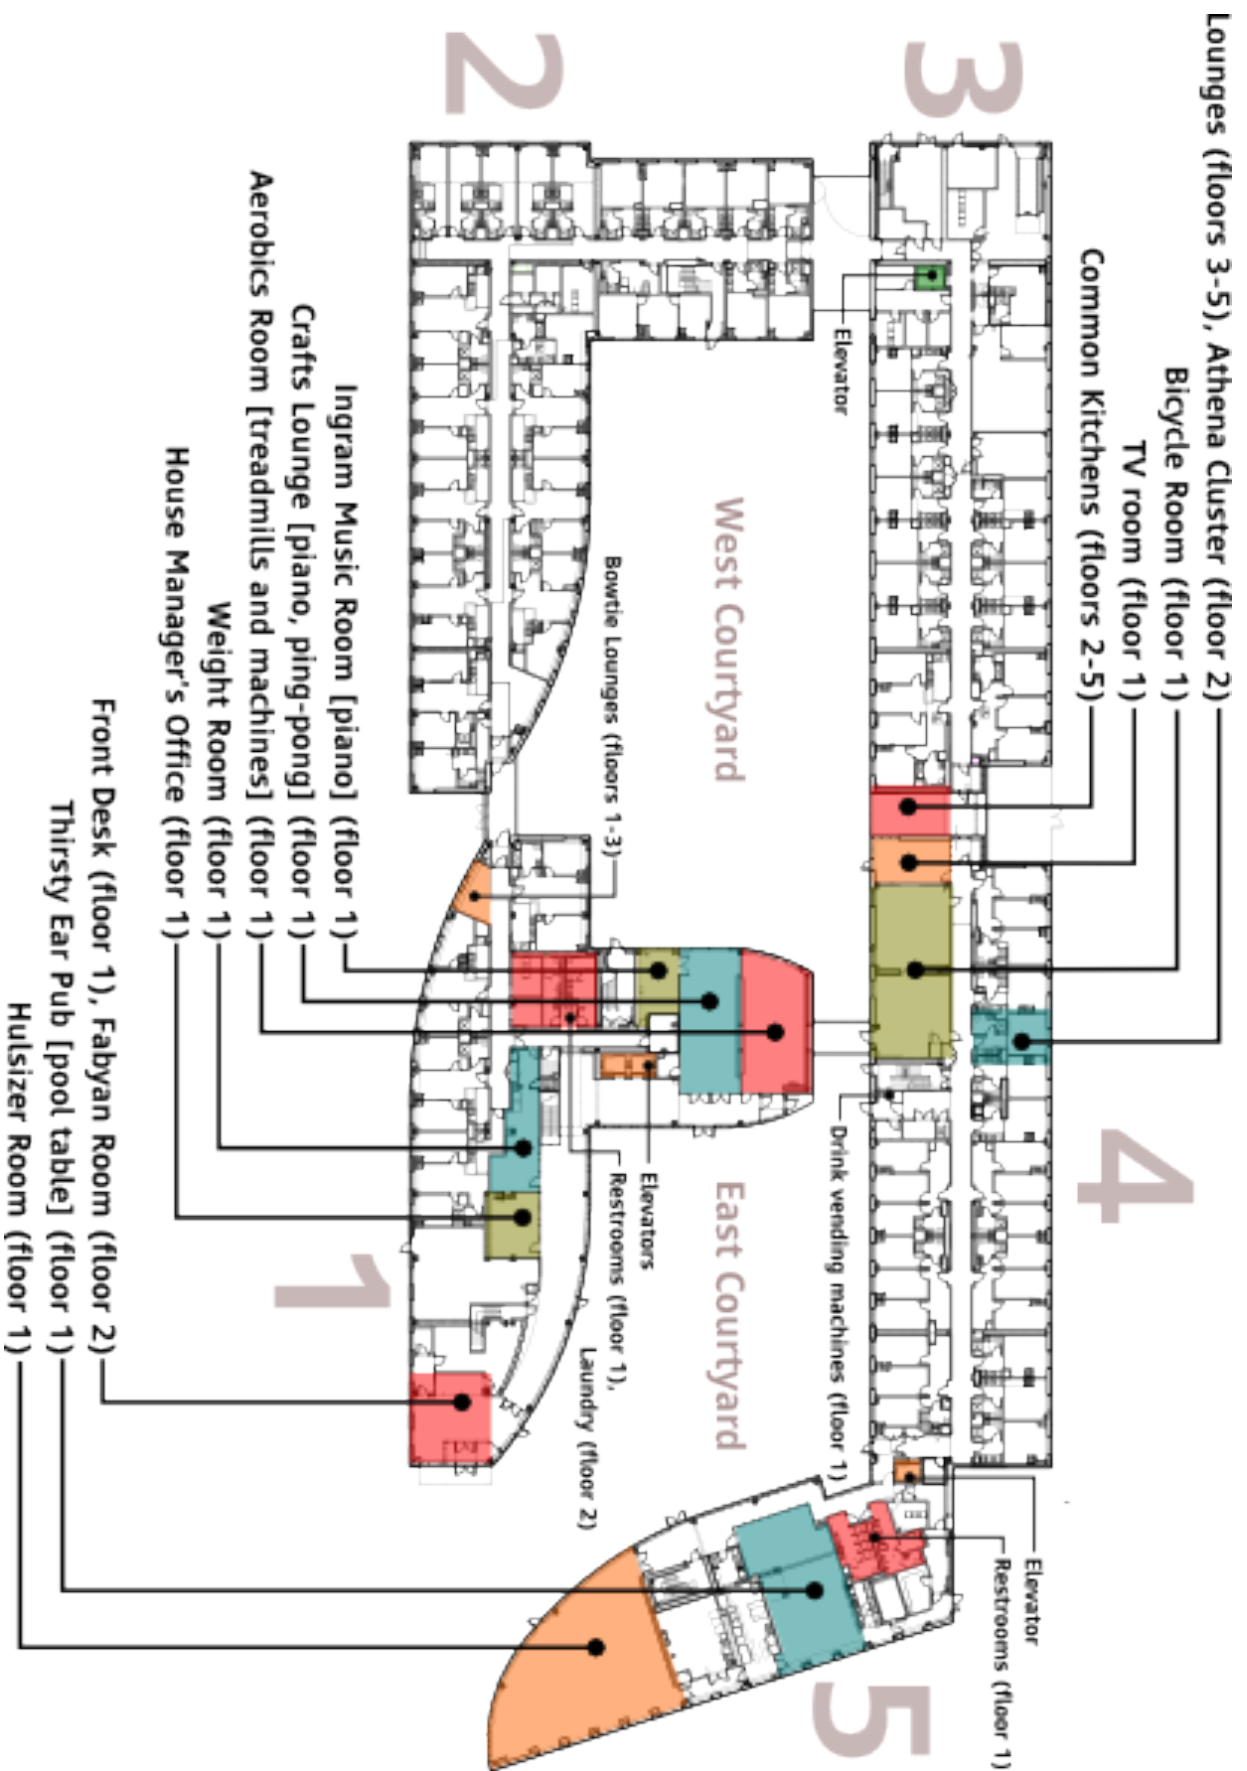 Lounges (floors 3-5), Athena Cluster (floor 2)
Bicycle Room (floor 1)
TV room (floor 1)
Common Kitchens (floors 2-5)
3
4
Elevator
Restrooms (floor 1)
Elevator
Drink vending machines (floor 1)
5
West Courtyard
East Courtyard
Elevators
Restrooms (floor 1),
Laundry (floor 2)
Bowtie Lounges (floors 1-3)
2
1
Ingram Music Room [piano] (floor 1)
Crafts Lounge [piano, ping-pong] (floor 1)
Aerobics Room [treadmills and machines] (floor 1)
Weight Room (floor 1)
House Manager's Office (floor 1)
Front Desk (floor 1), Fabyan Room (floor 2)
Thirsty Ear Pub [pool table] (floor 1)
Hulsizer Room (floor 1)